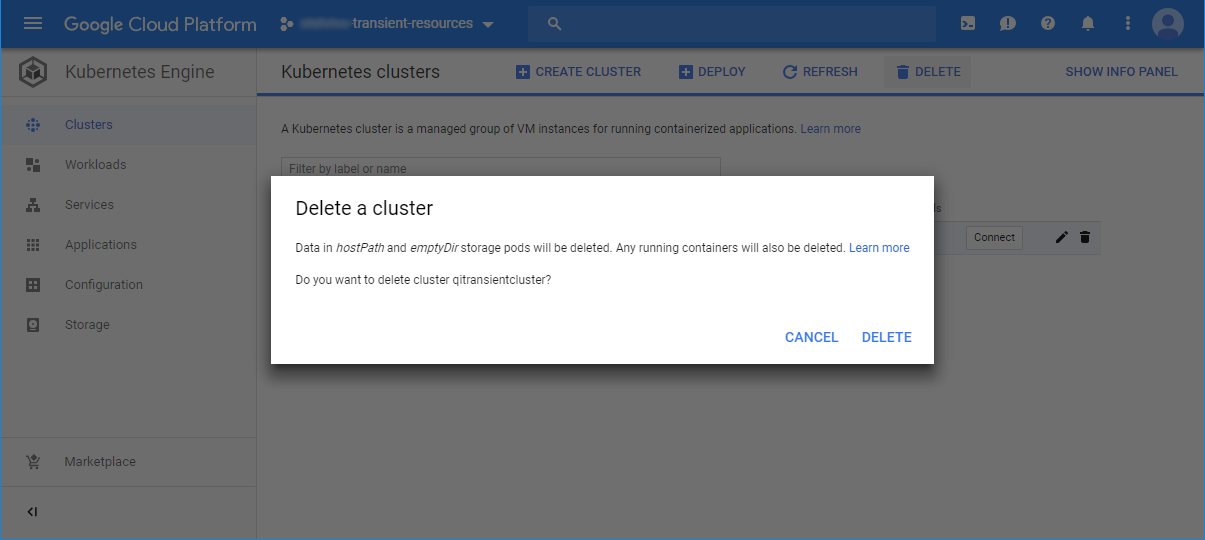 Google Cloud Platform
-transient-resources
Kubernetes Engine
Kubernetes clusters
CREATE CLUSTER
DEPLOY
REFRESH
DELETE
SHOW INFO PANEL
Clusters
Workloads
Services
Applications
Configuration
Storage
Marketplace
A Kubernetes cluster is a managed group of VM instances for running containerized applications. Learn more
Filter by label or name
Connect
Delete a cluster
Data in hostPath and emptyDir storage pods will be deleted. Any running containers will also be deleted. Learn more
Do you want to delete cluster qitransientcluster?
CANCEL
DELETE